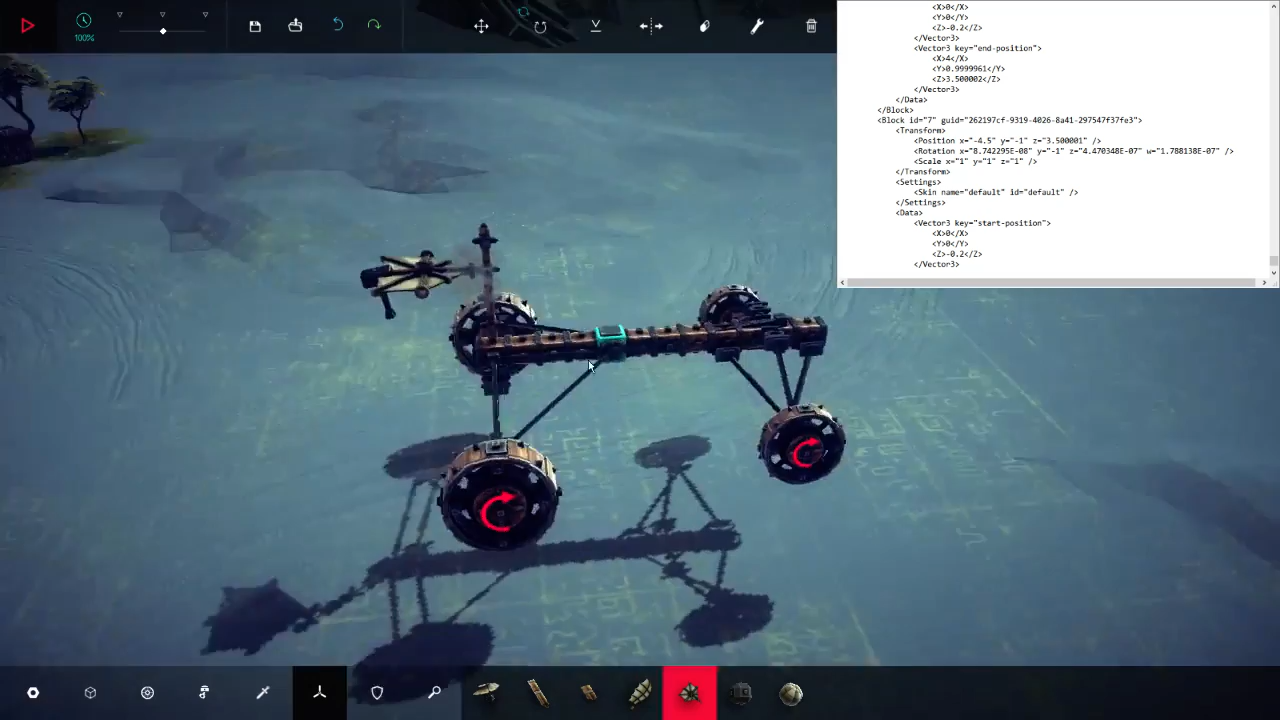 100%
<X>0</X>
<Y>0</Y>
<Z>-0.2</Z>
</Vector3>
<Vector3 key="end-position">
<X>4</X>
<Y>0.9999961</Y>
<Z>3.500002</Z>
</Vector3>
</Data>
</Block>
<Block id="7" guid="262197cf-9319-4026-8a41-297547f37fe3">
<Transform>
<Position x="-4.5" y="-1" z="3.500001" />
<Rotation x="8.742295E-08" y="-1" z="4.470348E-07" w="1.788138E-07" />
<Scale x="1" y="1" z="1" />
</Transform>
<Settings>
<Skin name="default" id="default" />
</Settings>
<Data>
<Vector3 key="start-position">
<X>0</X>
<Y>0</Y>
<Z>-0.2</Z>
</Vector3>